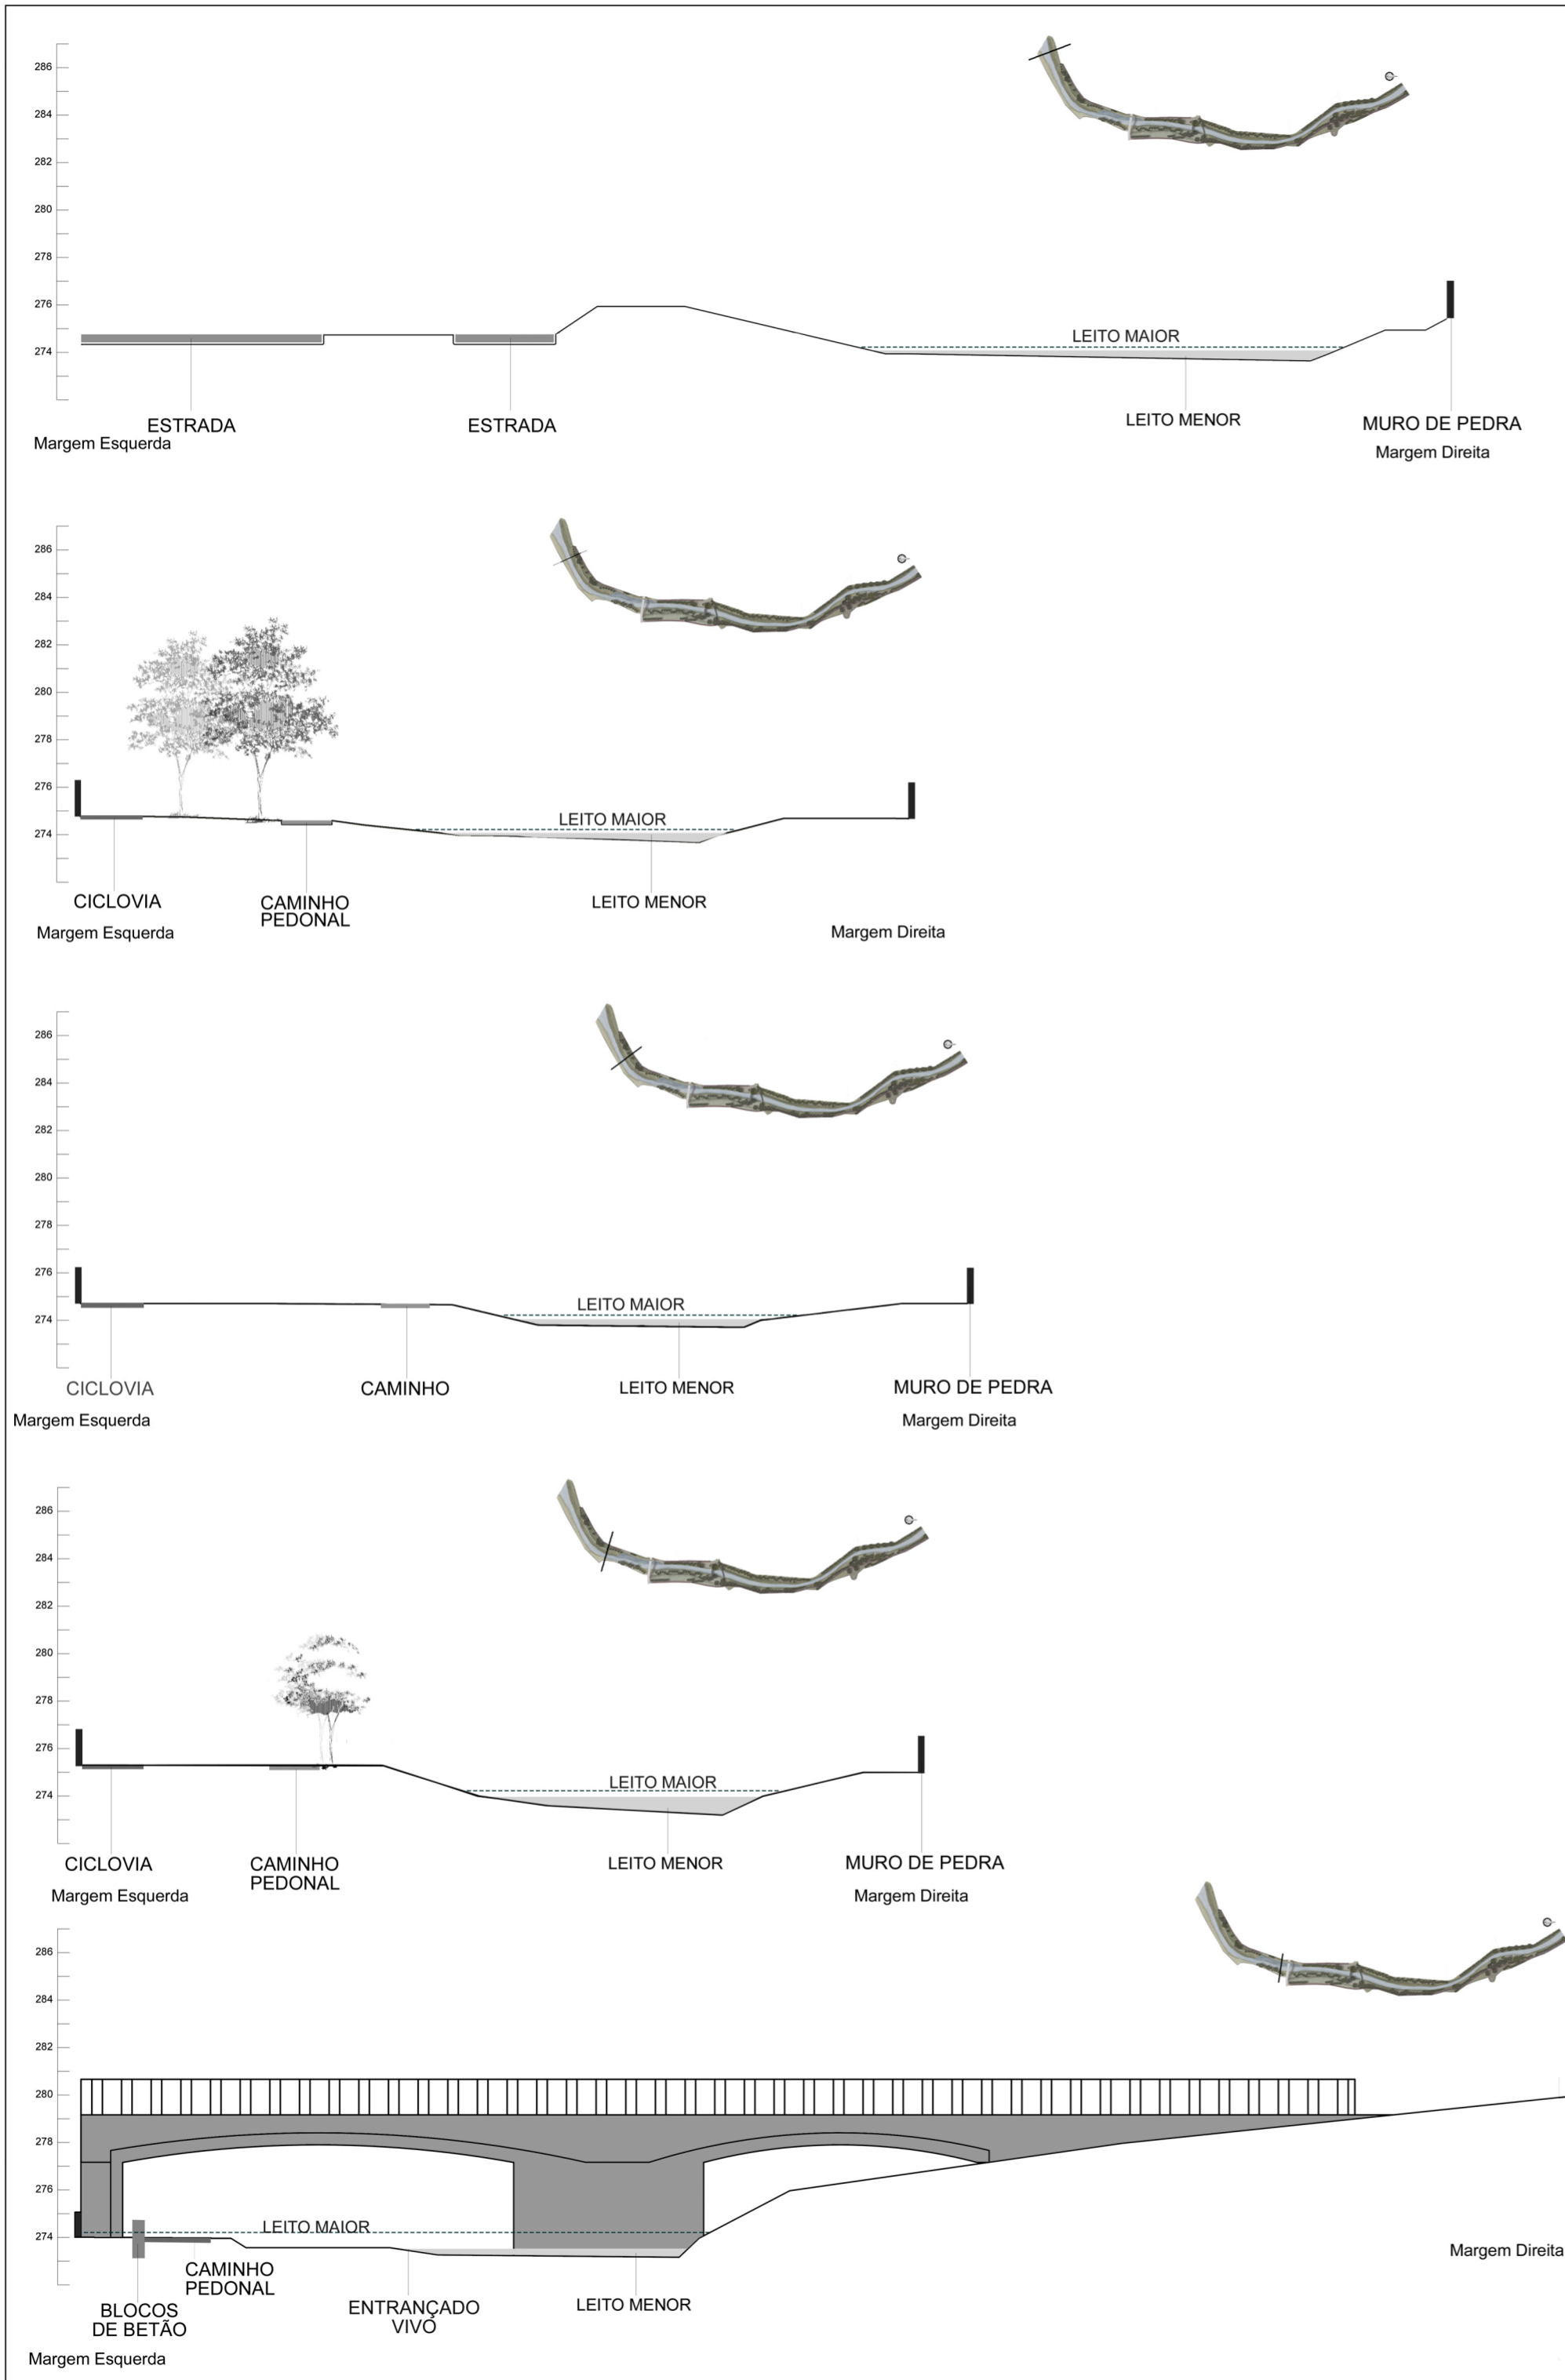 286
284
282
280
278
276
274
LEITO MAIOR
ESTRADA
ESTRADA
LEITO MENOR
MURO DE PEDRA
Margem Esquerda
Margem Direita
286
284
282
280
278
276
274
LEITO MAIOR
CICLOVIA
CAMINHO
PEDONAL
LEITO MENOR
Margem Esquerda
Margem Direita
286
284
282
280
278
276
274
LEITO MAIOR
CICLOVIA
CAMINHO
LEITO MENOR
MURO DE PEDRA
Margem Esquerda
Margem Direita
286
284
282
280
278
276
274
LEITO MAIOR
CICLOVIA
CAMINHO
PEDONAL
LEITO MENOR
MURO DE PEDRA
Margem Esquerda
Margem Direita
286
284
282
280
278
276
274
LEITO MAIOR
Margem Direita
CAMINHO
PEDONAL
BLOCOS
DE BETÃO
ENTRANÇADO
VIVO
LEITO MENOR
Margem Esquerda